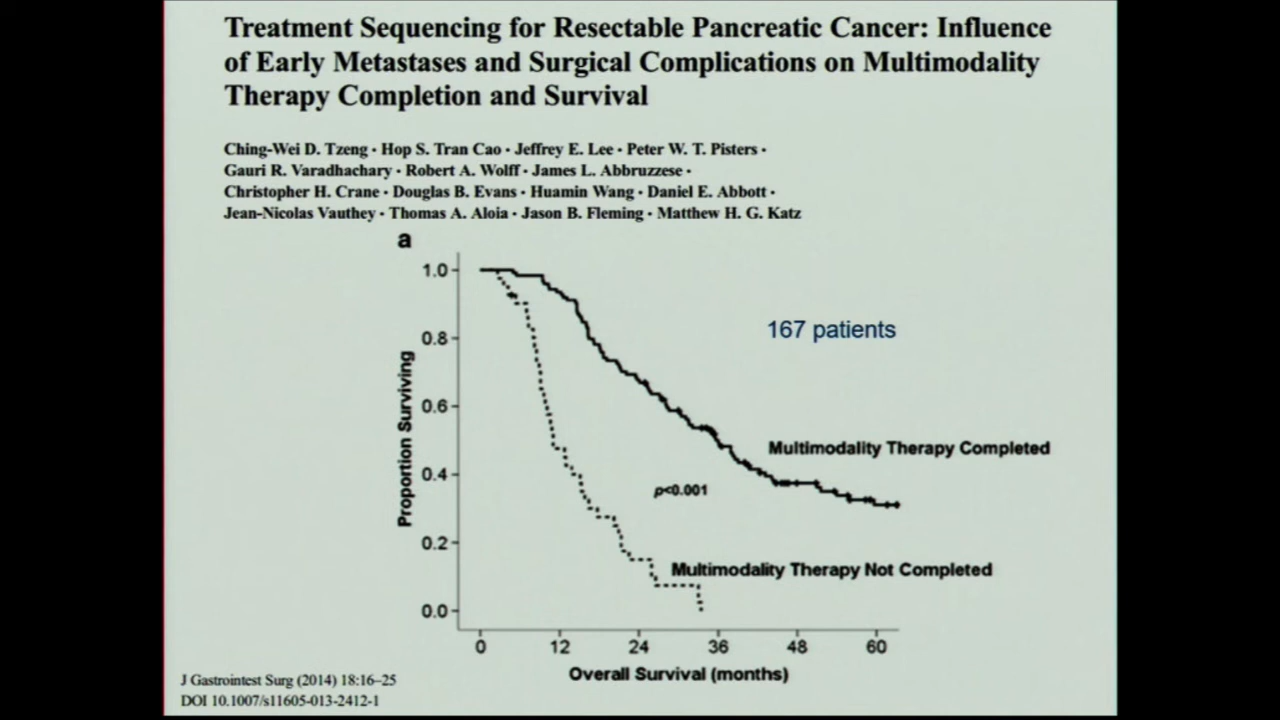 Treatment Sequencing for Resectable Pancreatic Cancer: Influence
of Early Metastases and Surgical Complications on Multimodality
Therapy Completion and Survival
Ching-Wei D. Tzeng · Hop S. Tran Cao · Jeffrey E. Lee · Peter W. T. Pisters ·
Gauri R. Varadhachary · Robert A. Wolff · James L. Abbruzzese ·
Christopher H. Crane · Douglas B. Evans · Huamin Wang · Daniel E. Abbott ·
Jean-Nicolas Vauthey · Thomas A. Aloia · Jason B. Fleming · Matthew H. G. Katz
a
1.0
0.8
0.6
0.4
0.2
0.0
Proportion Surviving
167 patients
Multimodality Therapy Completed
p<0.001
Multimodality Therapy Not Completed
0 12 24 36 48 60
Overall Survival (months)
J Gastrointest Surg (2014) 18:16–25
DOI 10.1007/s11605-013-2412-1